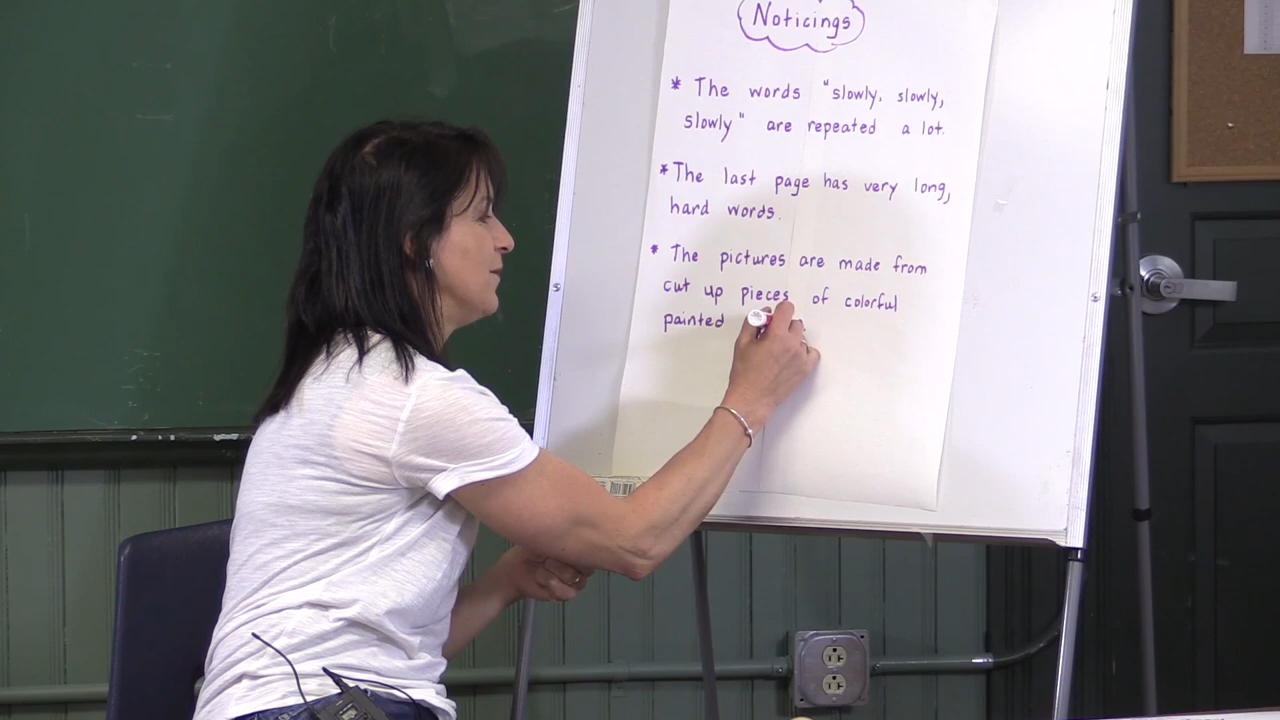 Noticings
* The words "slowly, slowly,
slowly" are repeated a lot.
* The last page has very long,
hard words.
* The pictures are made from
cut up pieces of colorful
painted